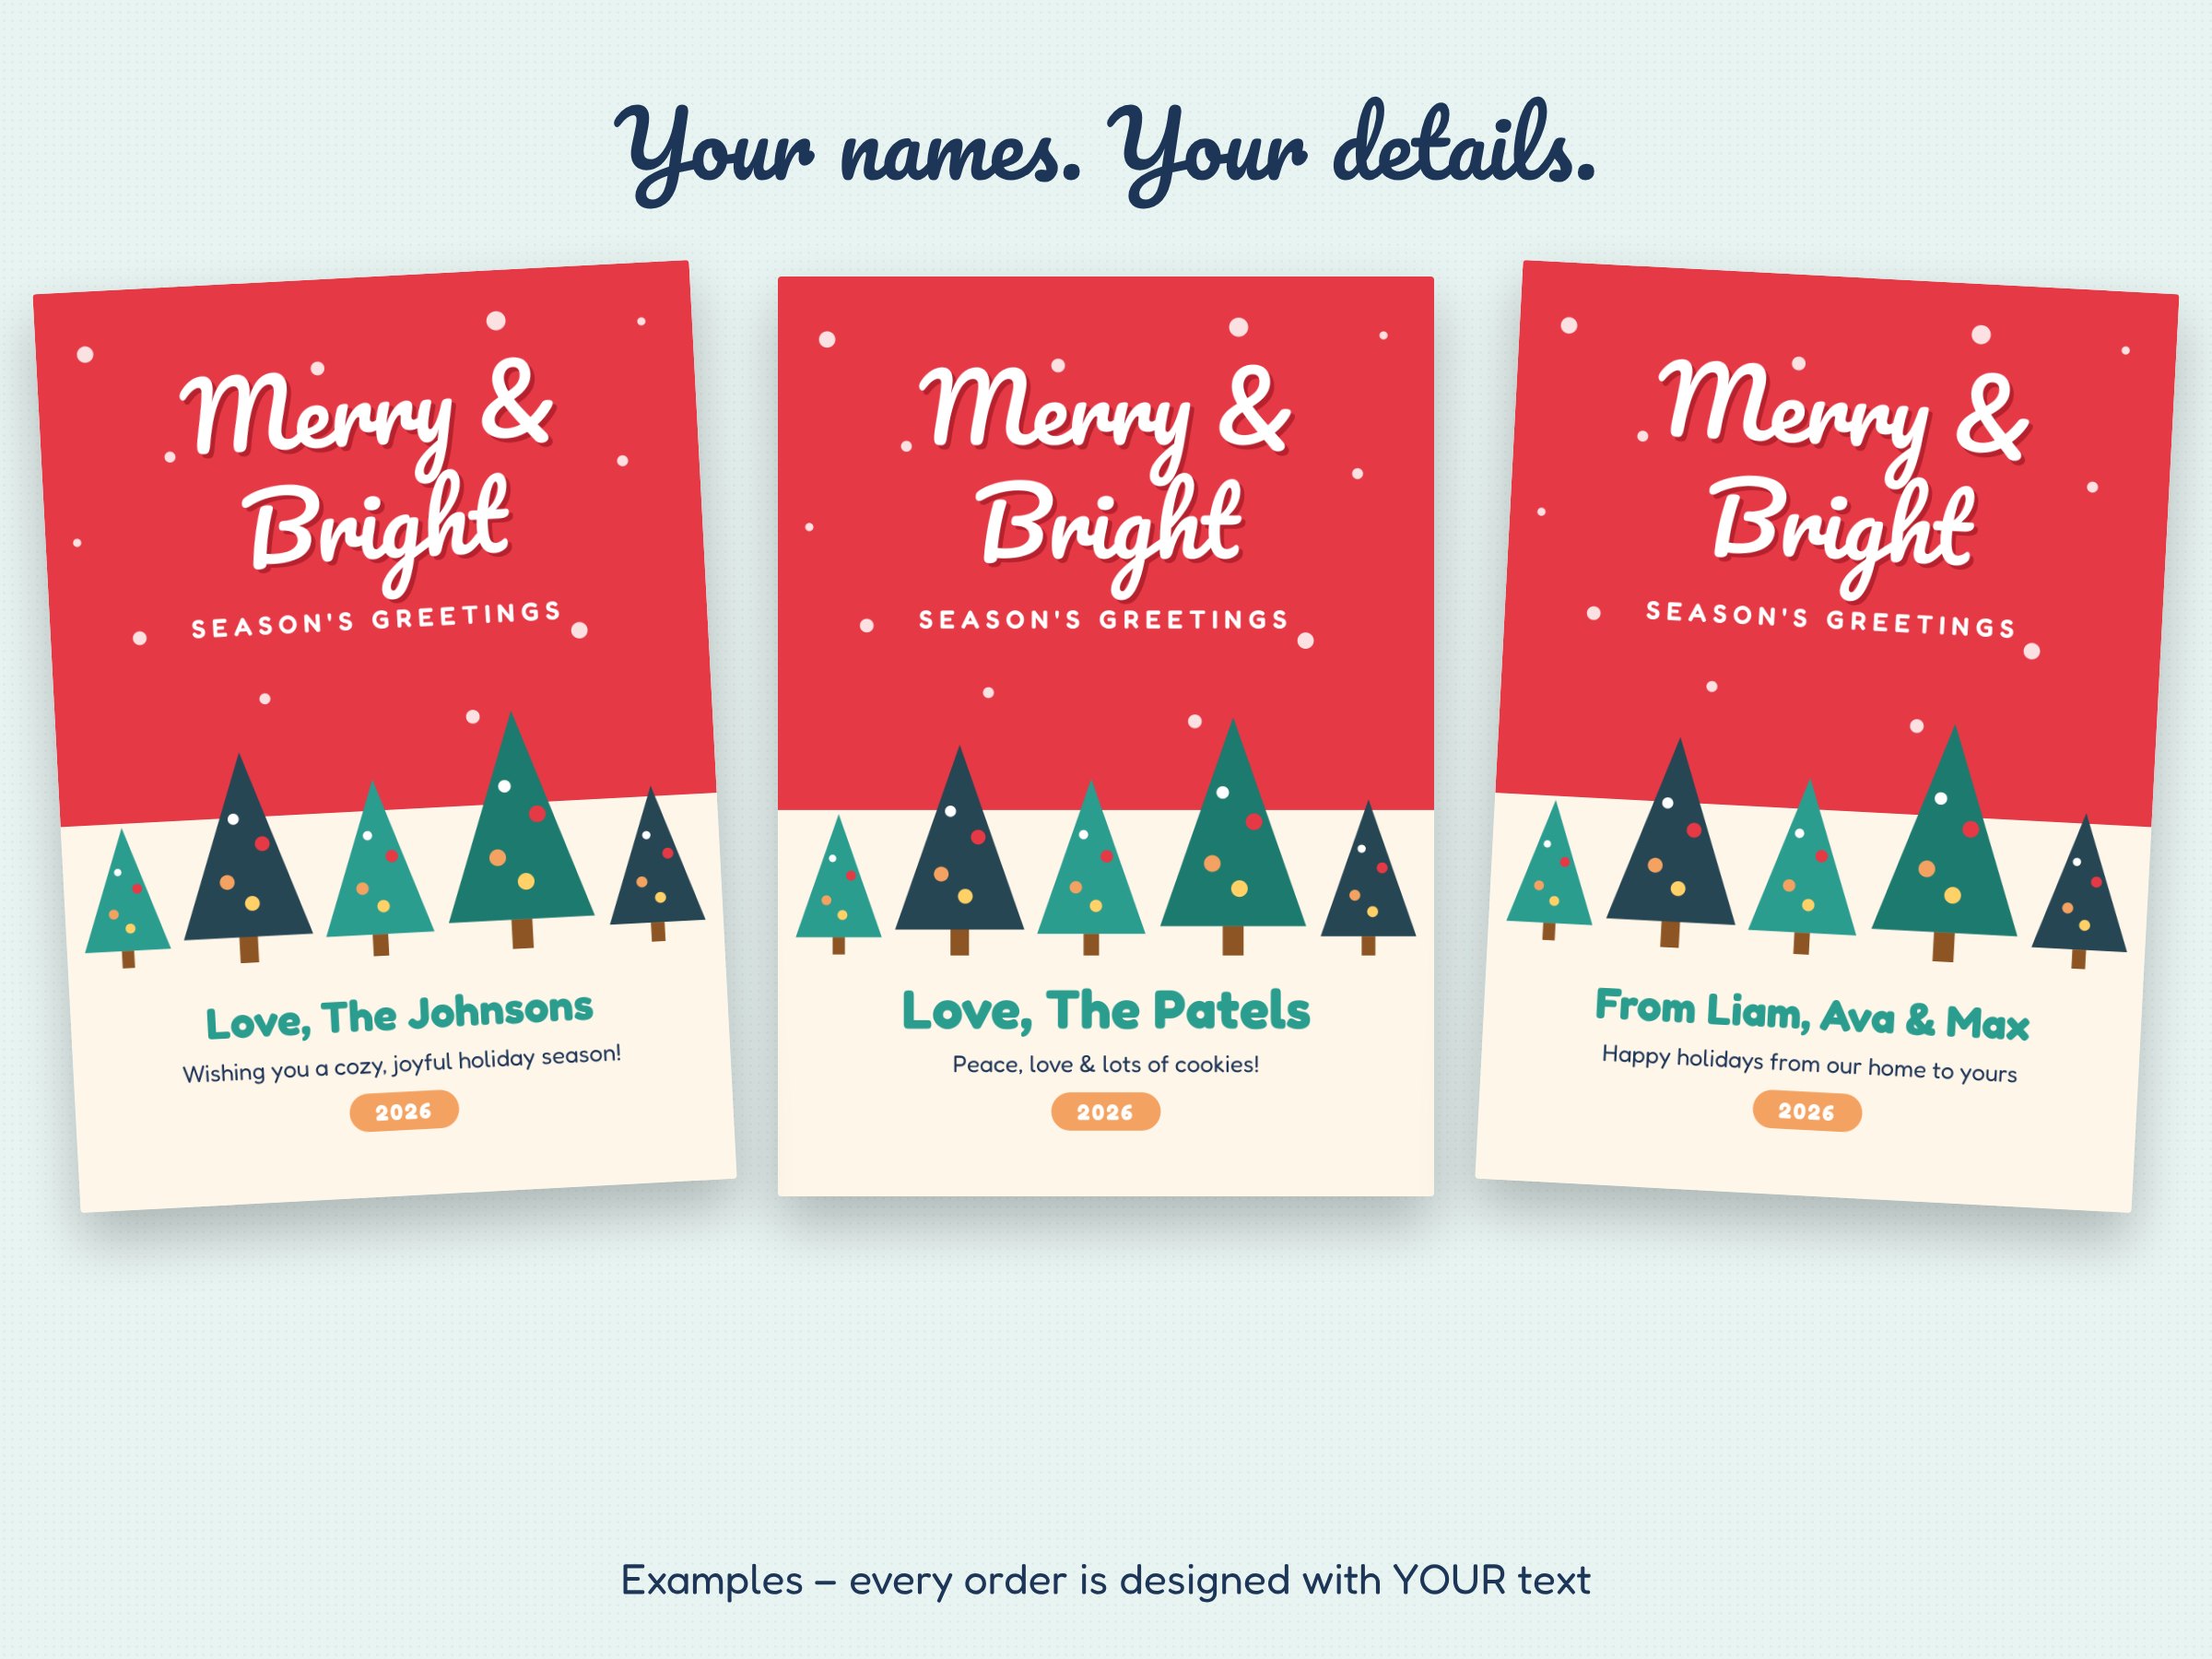 Your names. Your details.
Merry &
Bright
SEASON'S GREETINGS
Love, The Johnsons
Wishing you a cozy, joyful holiday season!
2026
Merry &
Bright
SEASON'S GREETINGS
Love, The Patels
Peace, love & lots of cookies!
2026
Merry &
Bright
SEASON'S GREETINGS
From Liam, Ava & Max
Happy holidays from our home to yours
2026
Examples – every order is designed with YOUR text